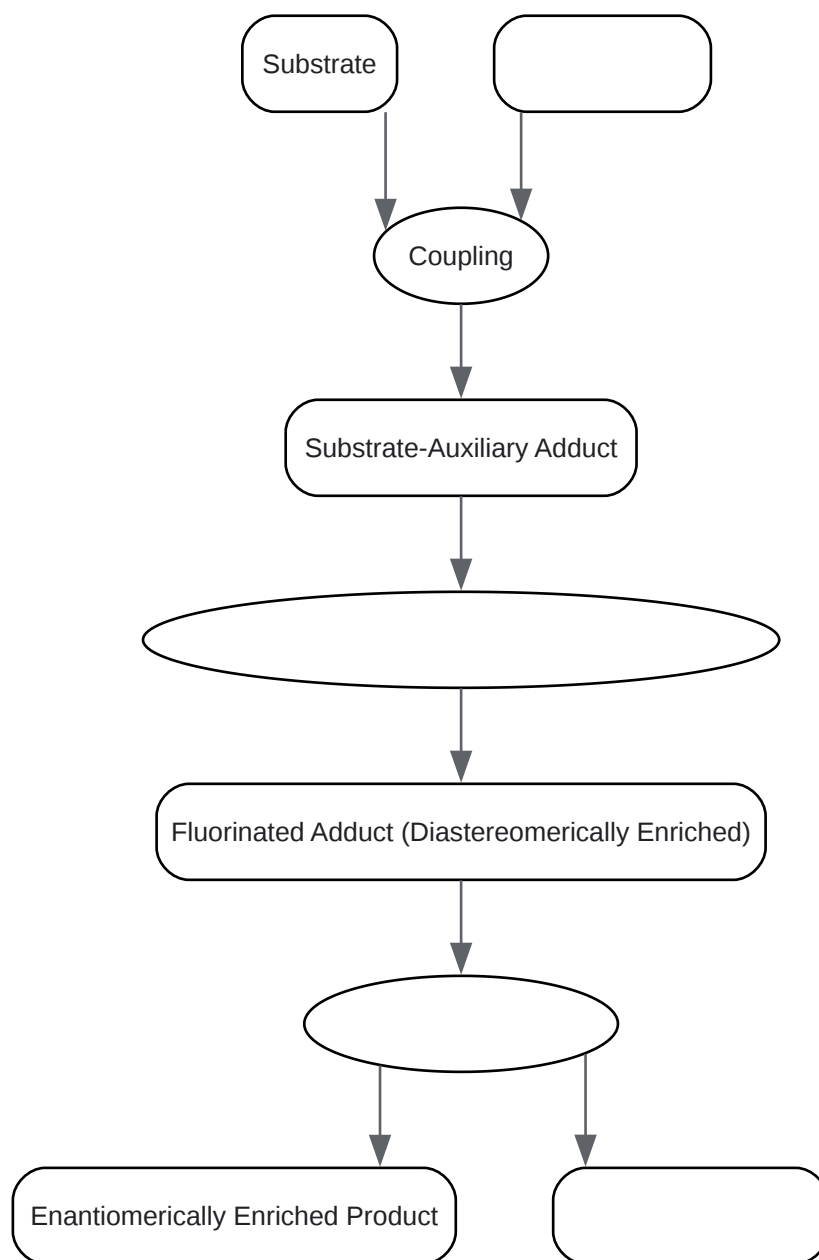 Substrate
Coupling
Substrate-Auxiliary Adduct
Fluorinated Adduct (Diastereomerically Enriched)
Enantiomerically Enriched Product